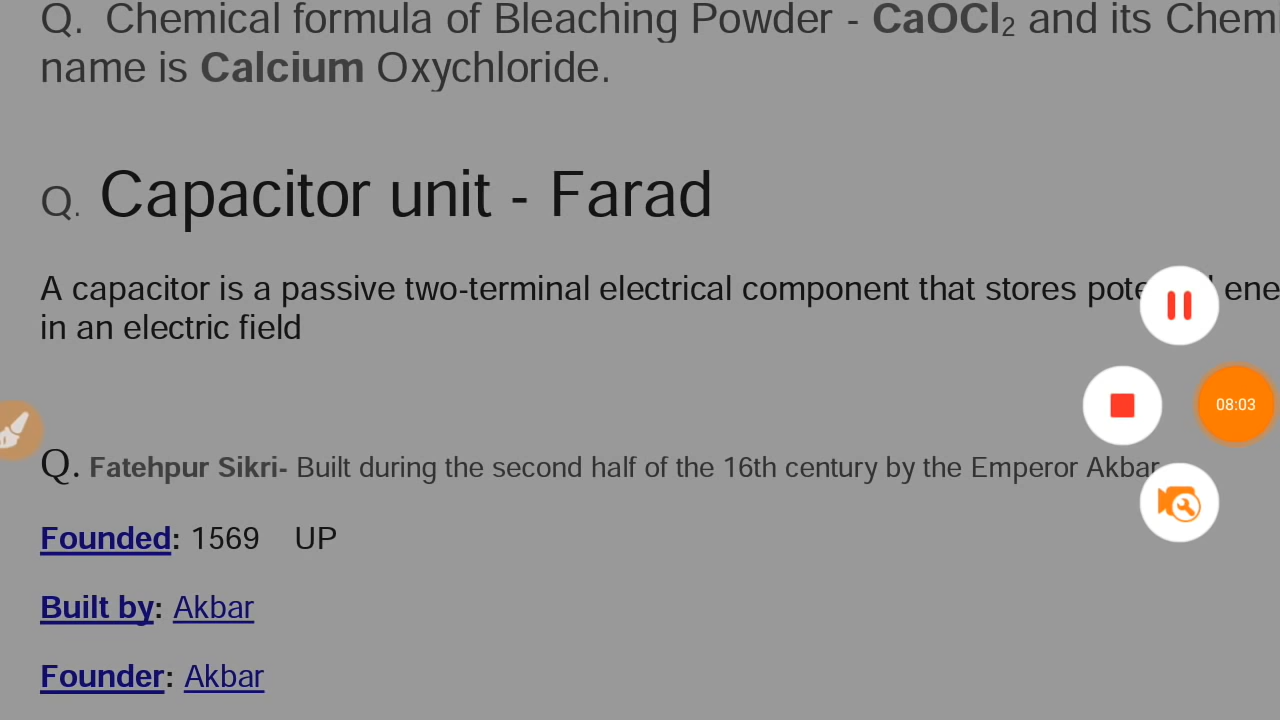 Q. Chemical formula of Bleaching Powder - CaOCl₂ and its Chem
name is Calcium Oxychloride.
Q. Capacitor unit - Farad
A capacitor is a passive two-terminal electrical component that stores ene
in an electric field
08:03
Q. Fatehpur Sikri- Built during the second half of the 16th century by the Emperor Akbar
Founded: 1569 UP
Built by: Akbar
Founder: Akbar